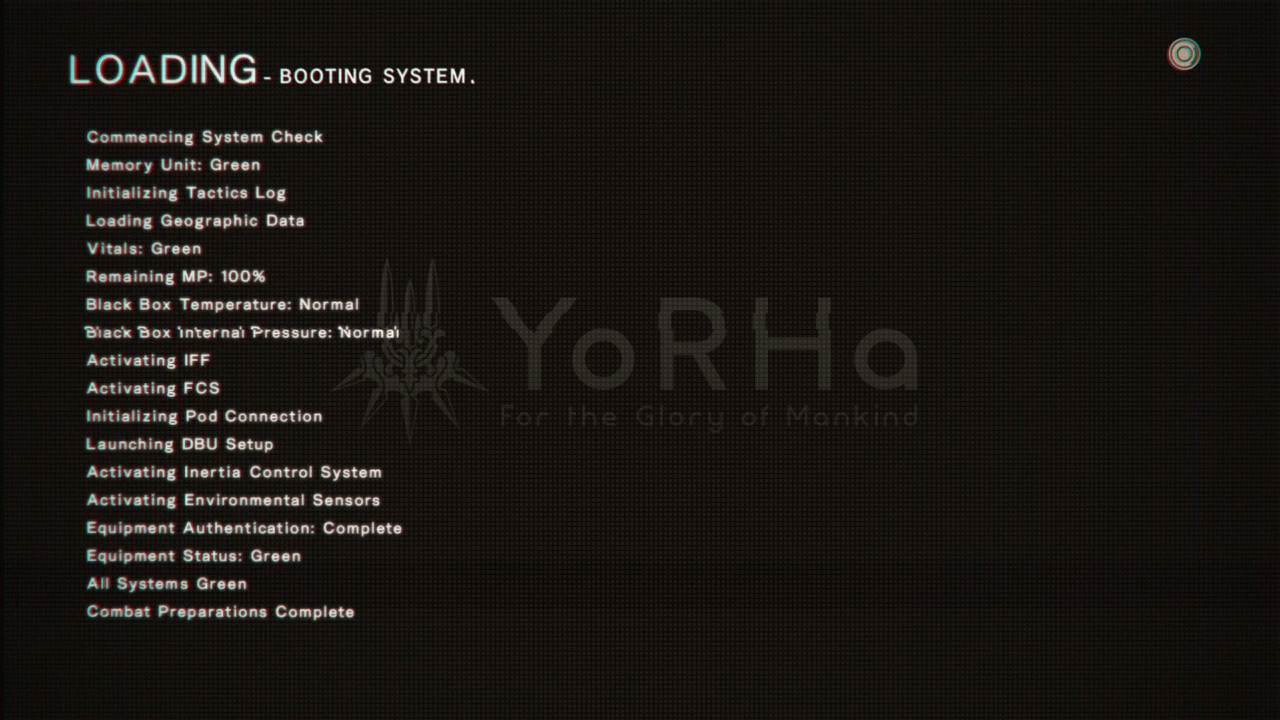 LOADING - BOOTING SYSTEM.
Commencing System Check
Memory Unit: Green
Initializing Tactics Log
Loading Geographic Data
Vitals: Green
Remaining MP: 100%
Black Box Temperature: Normal
Black Box Internal Pressure: Normal
Activating IFF
Activating FCS
Initializing Pod Connection
Launching DBU Setup
Activating Inertia Control System
Activating Environmental Sensors
Equipment Authentication: Complete
Equipment Status: Green
All Systems Green
Combat Preparations Complete
YoRHa
For the Glory of Mankind